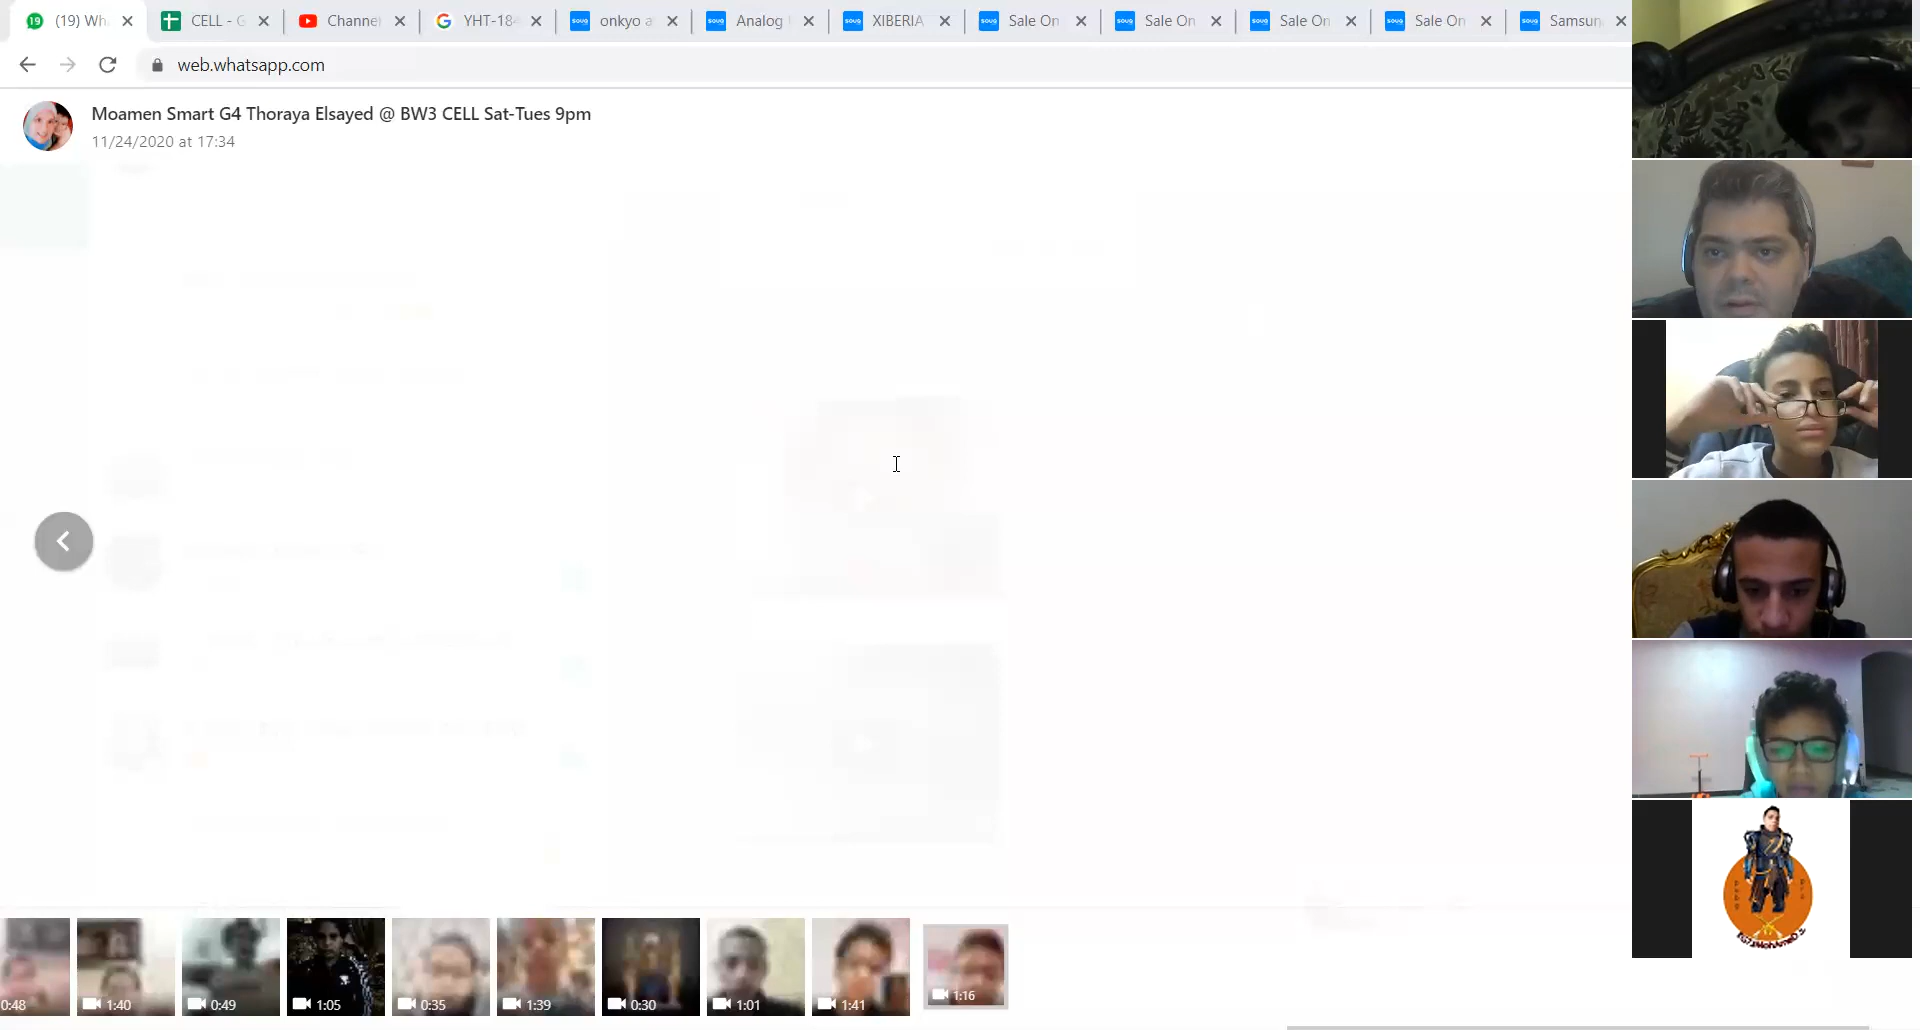 (19) Wh
CELL - G
Channe
YHT-184
onkyo a
Analog
XIBERIA
Sale On
Sale On
Sale On
Sale On
Samsun
web.whatsapp.com
Moamen Smart G4 Thoraya Elsayed @ BW3 CELL Sat-Tues 9pm
11/24/2020 at 17:34
0:48
1:40
0:49
1:05
0:35
1:39
0:30
1:01
1:41
1:16